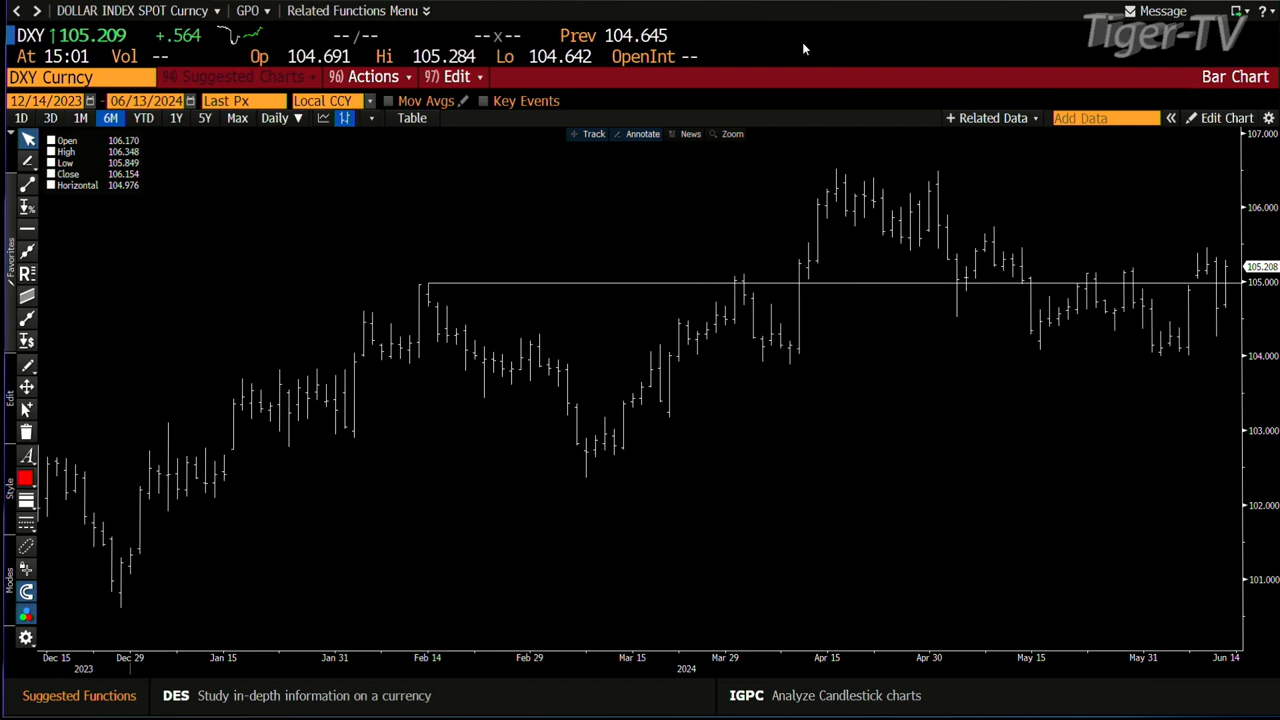 DOLLAR INDEX SPOT Curncy GPO Related Functions Menu Message
Tiger-TV
DXY ↑105.209 +.564 --/-- --x-- Prev 104.645
At 15:01 Vol -- Op 104.691 Hi 105.284 Lo 104.642 OpenInt --
DXY Curncy 94) Suggested Charts 96) Actions 97) Edit Bar Chart
12/14/2023 06/13/2024 Last Px Local CCY Mov Avgs Key Events
1D 3D 1M 6M YTD 1Y 5Y Max Daily ▼ Table + Related Data Add Data « Edit Chart
Track Annotate News Zoom
Open 106.170
High 106.348
Low 105.849
Close 106.154
Horizontal 104.976
Favorites
Edit
Style
Modes
107.000
106.000
105.208
105.000
104.000
103.000
102.000
101.000
Dec 15 Dec 29 Jan 15 Jan 31 Feb 14 Feb 29 Mar 15 Mar 29 Apr 15 Apr 30 May 15 May 31 Jun 14
2023 2024
Suggested Functions DES Study in-depth information on a currency IGPC Analyze Candlestick charts